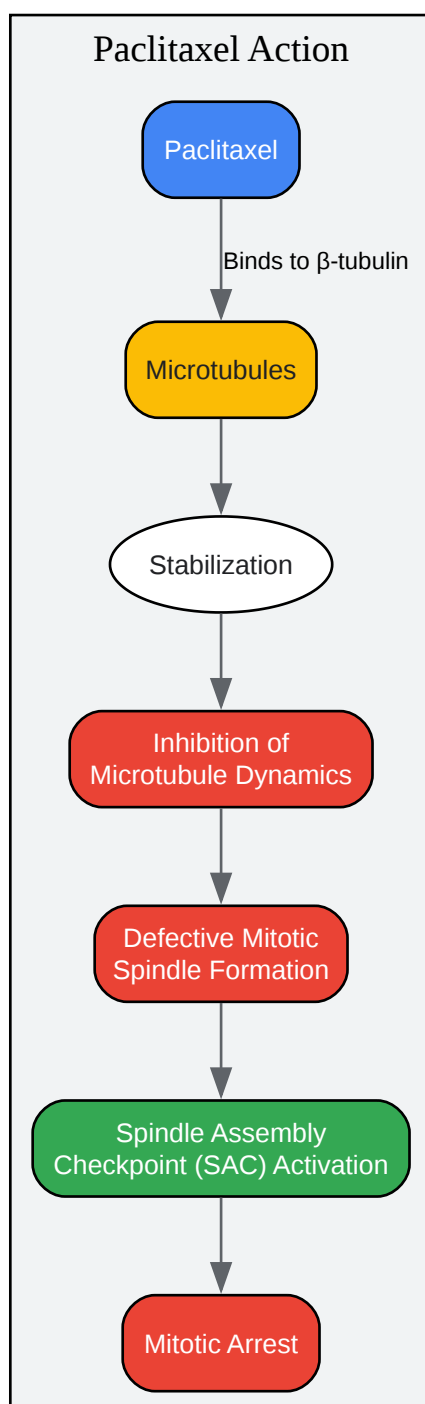 Paclitaxel Action
Paclitaxel
Binds to β-tubulin
Microtubules
Stabilization
Inhibition of
Microtubule Dynamics
Defective Mitotic
Spindle Formation
Spindle Assembly
Checkpoint (SAC) Activation
Mitotic Arrest